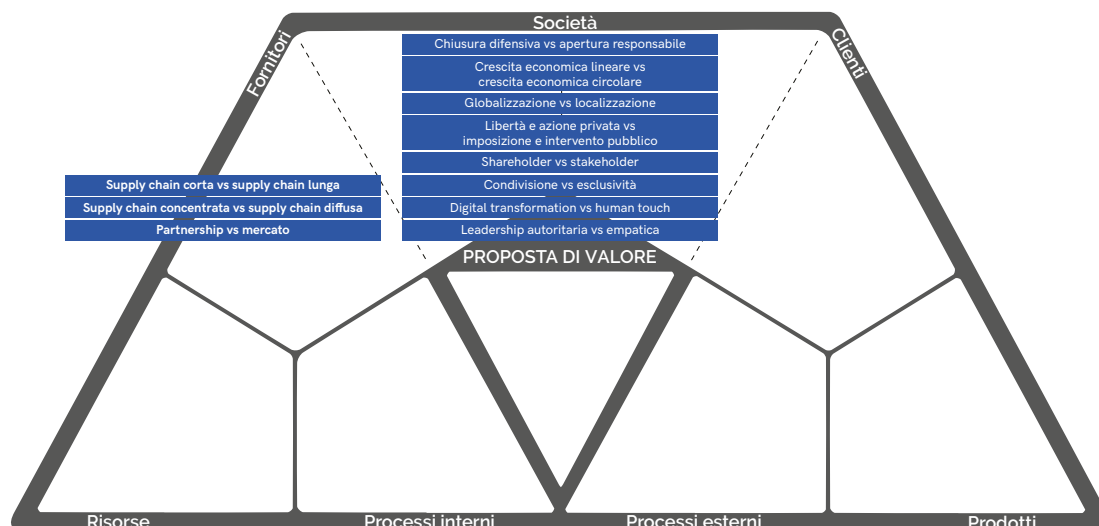 Società
Fornitori
Clienti
Chiusura difensiva vs apertura responsabile
Crescita economica lineare vs
crescita economica circolare
Globalizzazione vs localizzazione
Libertà e azione privata vs
imposizione e intervento pubblico
Shareholder vs stakeholder
Condivisione vs esclusività
Digital transformation vs human touch
Leadership autoritaria vs empatica
Supply chain corta vs supply chain lunga
Supply chain concentrata vs supply chain diffusa
Partnership vs mercato
PROPOSTA DI VALORE
Risorse
Processi interni
Processi esterni
Prodotti